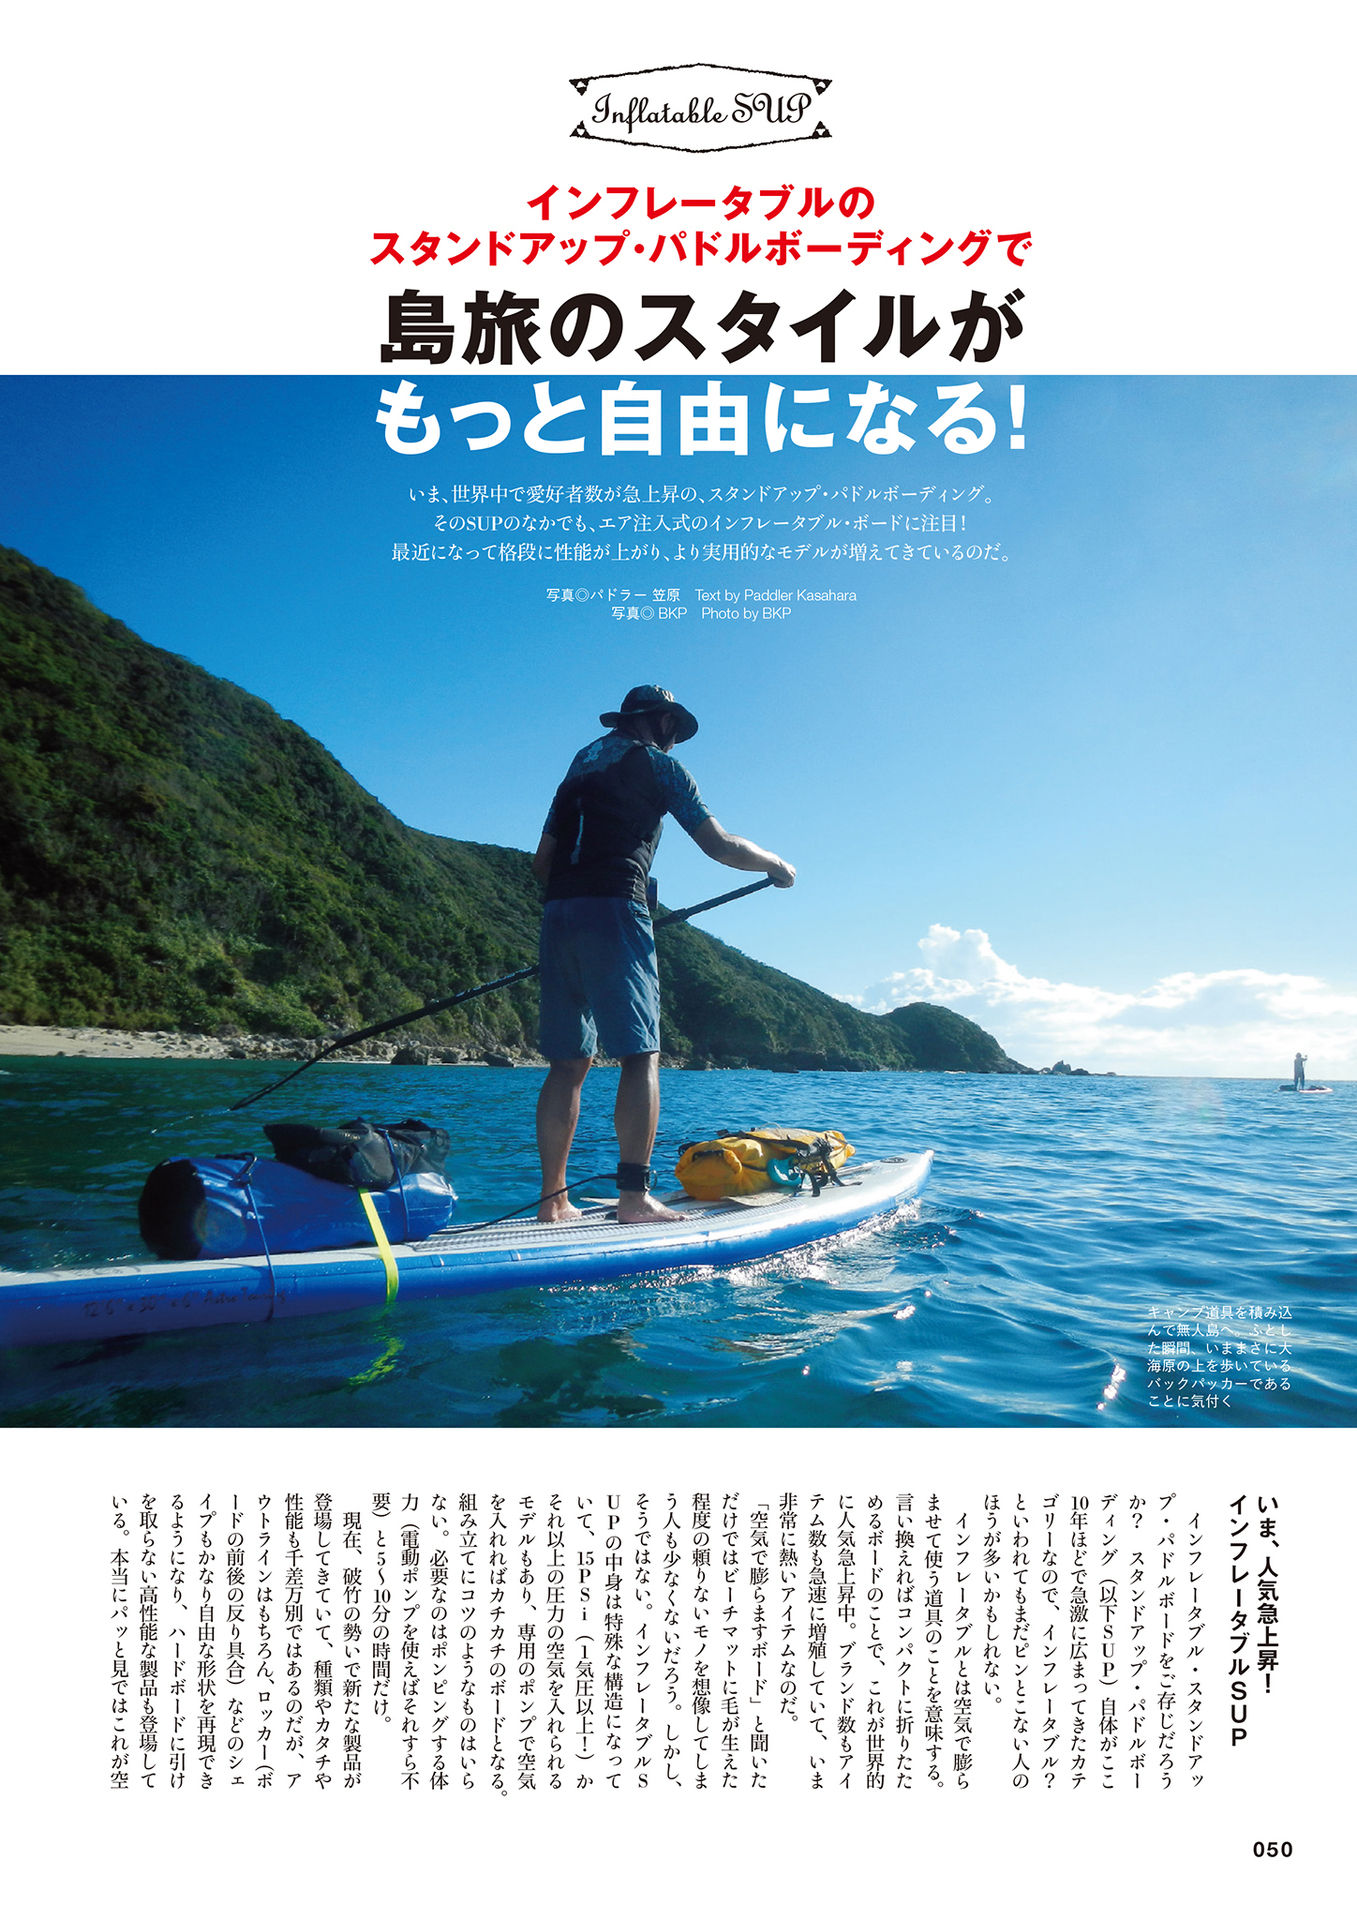 Inflatable SUP
インフレータブルの
スタンドアップ・パドルボーディングで
島旅のスタイルが
もっと自由になる!
いま、世界中で愛好者数が急上昇の、スタンドアップ・パドルボーディング。
そのSUPのなかでも、エア注入式のインフレータブル・ボードに注目!
最近になって格段に性能が上がり、より実用的なモデルが増えてきているのだ。
写真◎パドラー 笠原 Text by Paddler Kasahara
写真◎ BKP Photo by BKP
12'6" x 30" x 6"
キャンプ道具を積み込
んで無人島へ。ふとし
た瞬間、いままさに大
海原の上を歩いている
バックパッカーである
ことに気付く
いま、人気急上昇!
インフレータブルSUP
インフレータブル・スタンドアッ
プ・パドルボードをご存じだろう
か? スタンドアップ・パドルボー
ディング(以下SUP)自体がここ
10年ほどで急激に広まってきたカテ
ゴリーなので、インフレータブル?
といわれてもまだピンとこない人の
ほうが多いかもしれない。
インフレータブルとは空気で膨ら
ませて使う道具のことを意味する。
言い換えればコンパクトに折りたた
めるボードのことで、これが世界的
に人気急上昇中。ブランド数もアイ
テム数も急速に増殖していて、いま
非常に熱いアイテムなのだ。
「空気で膨らますボード」と聞いた
だけではビーチマットに毛が生えた
程度の頼りないモノを想像してしま
う人も少なくないだろう。しかし、
そうではない。インフレータブルS
UPの中身は特殊な構造になって
いて、15PSi(1気圧以上!)か
それ以上の圧力の空気を入れられる
モデルもあり、専用のポンプで空気
を入れればカチカチのボードとなる。
組み立てにコツのようなものはいら
ない。必要なのはポンピングする体
力(電動ポンプを使えばそれすら不
要)と5〜10分の時間だけ。
現在、破竹の勢いで新たな製品が
登場してきていて、種類やカタチや
性能も千差万別ではあるのだが、ア
ウトラインはもちろん、ロッカー(ボ
ードの前後の反り具合)などのシェ
イプもかなり自由な形状を再現でき
るようになり、ハードボードに引け
を取らない高性能な製品も登場して
いる。本当にパッと見ではこれが空
050